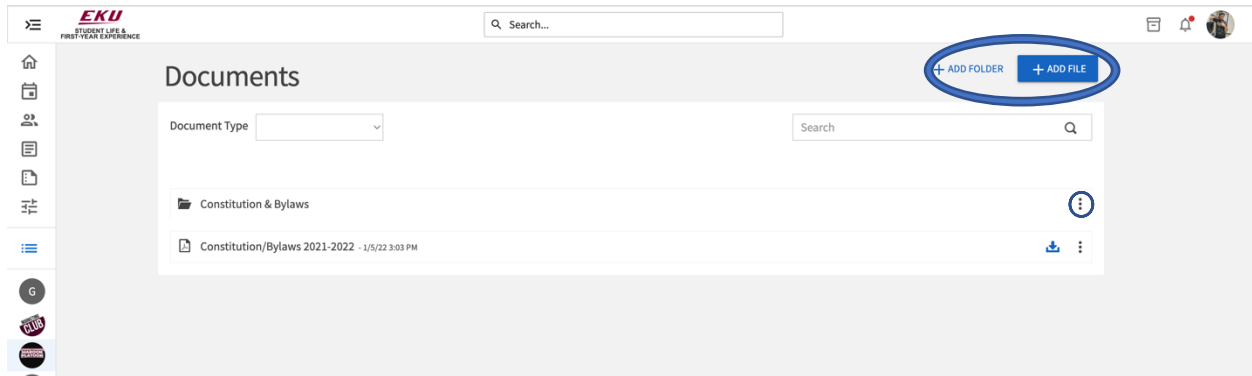 EKU
STUDENT LIFE &
FIRST-YEAR EXPERIENCE
Search...
Documents
+ ADD FOLDER
+ ADD FILE
Document Type
Search
Constitution & Bylaws
Constitution/Bylaws 2021-2022 - 1/5/22 3:03 PM
G
CLUB